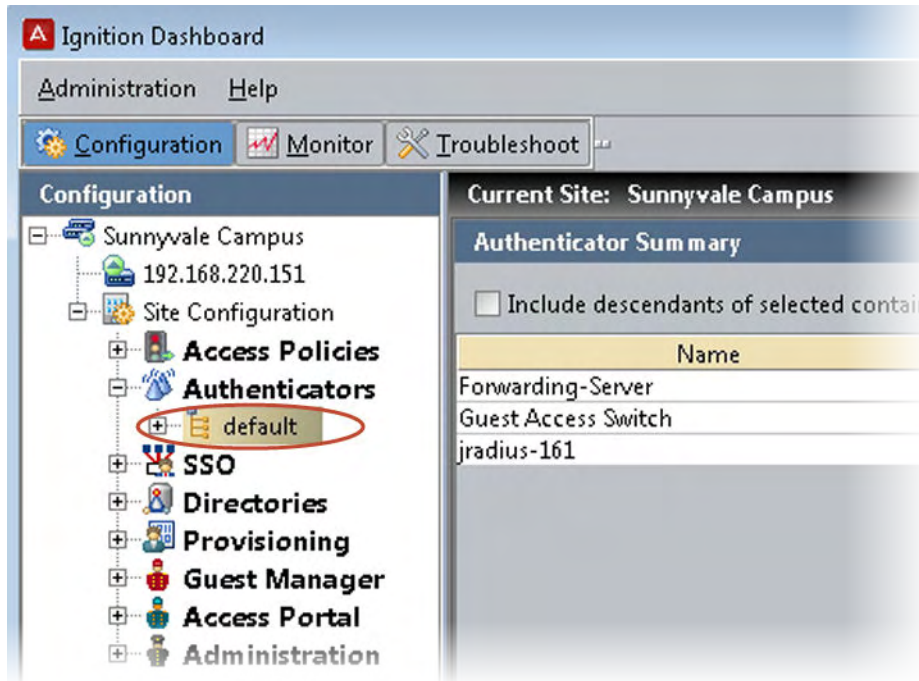 Ignition Dashboard
Administration Help
Configuration Monitor Troubleshoot
Configuration
Sunnyvale Campus
192.168.220.151
Site Configuration
Access Policies
Authenticators
default
SSO
Directories
Provisioning
Guest Manager
Access Portal
Administration
Current Site: Sunnyvale Campus
Authenticator Summary
Include descendants of selected contai
Name
Forwarding-Server
Guest Access Switch
jradius-161